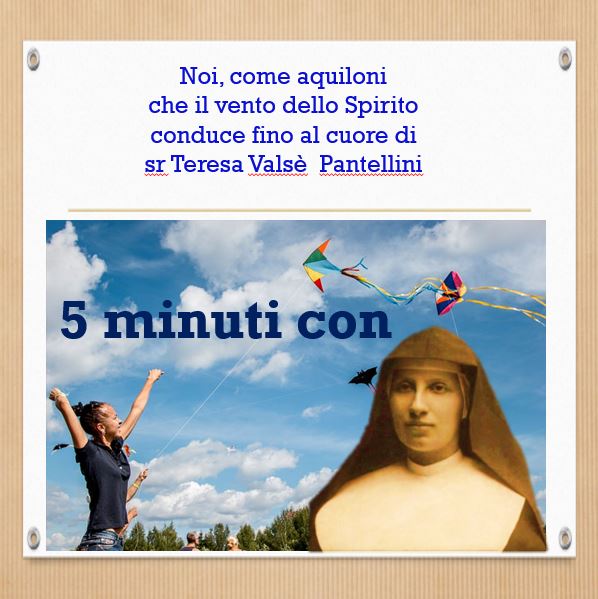 Noi, come aquiloni
che il vento dello Spirito
conduce fino al cuore di
sr Teresa Valsè  Pantellini
5 minuti con